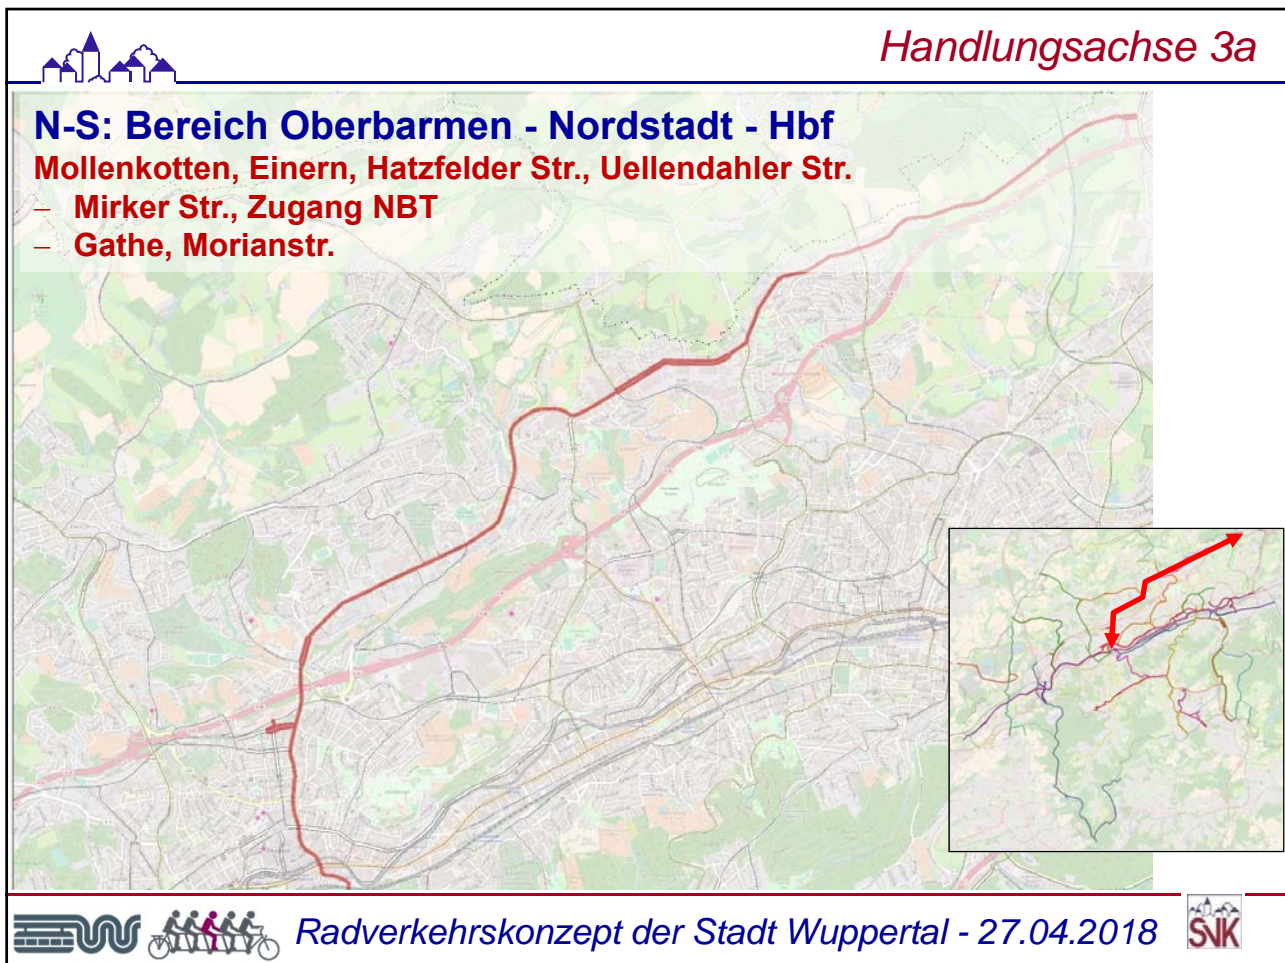 Handlungsachse 3a
N-S: Bereich Oberbarmen - Nordstadt - Hbf
Mollenkotten, Einern, Hatzfelder Str., Uellendahler Str.
– Mirker Str., Zugang NBT
– Gathe, Morianstr.
Radverkehrskonzept der Stadt Wuppertal - 27.04.2018
SVK